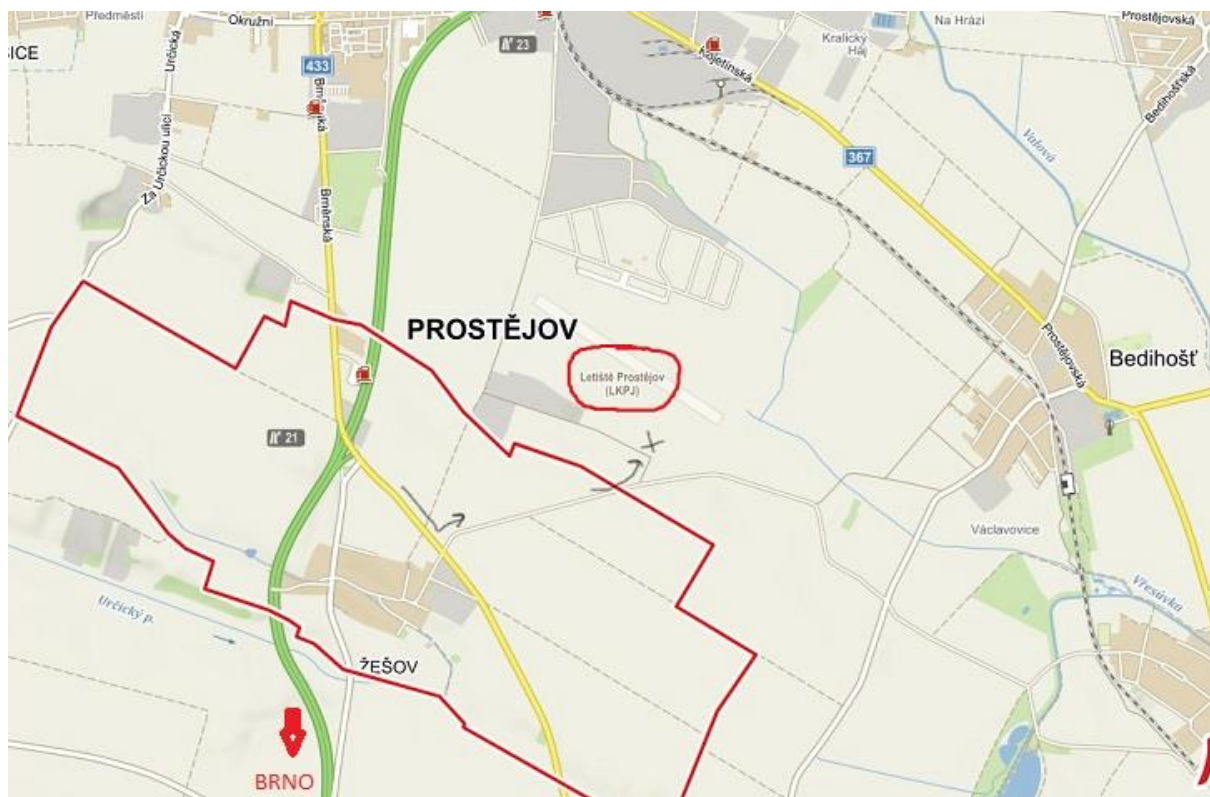 Předměstí
Okružní
Určická
23
Na Hrázi
Prostějovská
Kralický
Háj
433
Kojetínská
Bedihošťská
Brněnská
Valová
367
Za Určickou ulicí
Brněnská
PROSTĚJOV
Letiště Prostějov
(LKPJ)
Prostějovská
Bedihošť
21
X
Václavovice
Vřesůvka
Určický p.
ŽEŠOV
BRNO